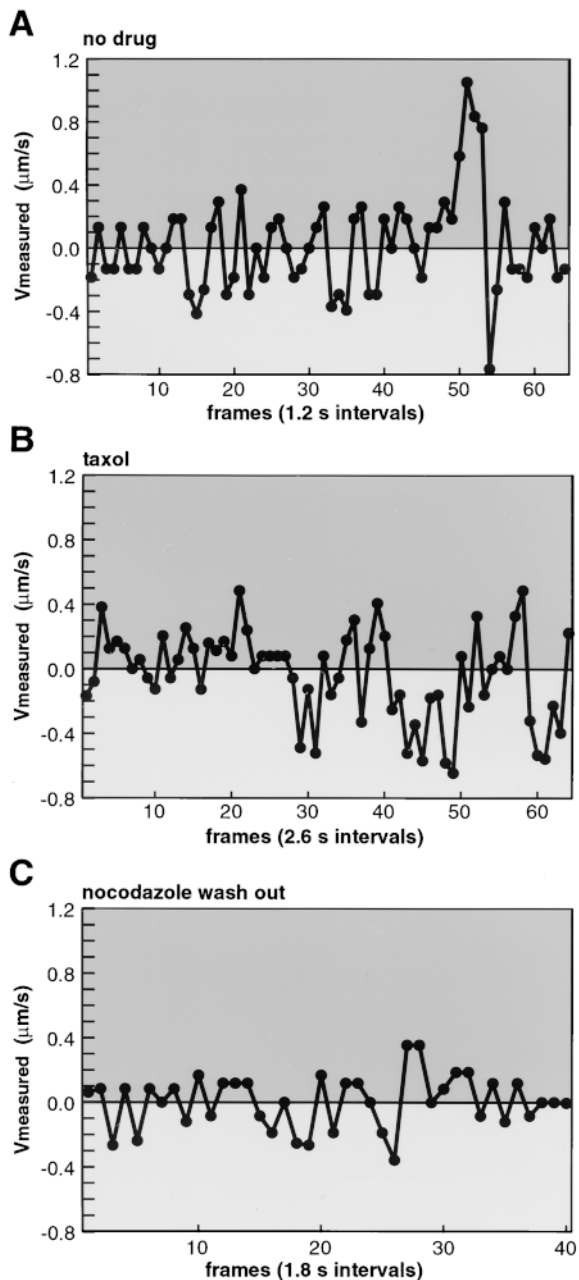 A
no drug
1.2
0.8
0.4
0.0
-0.4
-0.8
Vmeasured (μm/s)
10 20 30 40 50 60
frames (1.2 s intervals)
B
taxol
1.2
0.8
0.4
0.0
-0.4
-0.8
Vmeasured (μm/s)
10 20 30 40 50 60
frames (2.6 s intervals)
C
nocodazole wash out
1.2
0.8
0.4
0.0
-0.4
-0.8
Vmeasured (μm/s)
10 20 30 40
frames (1.8 s intervals)